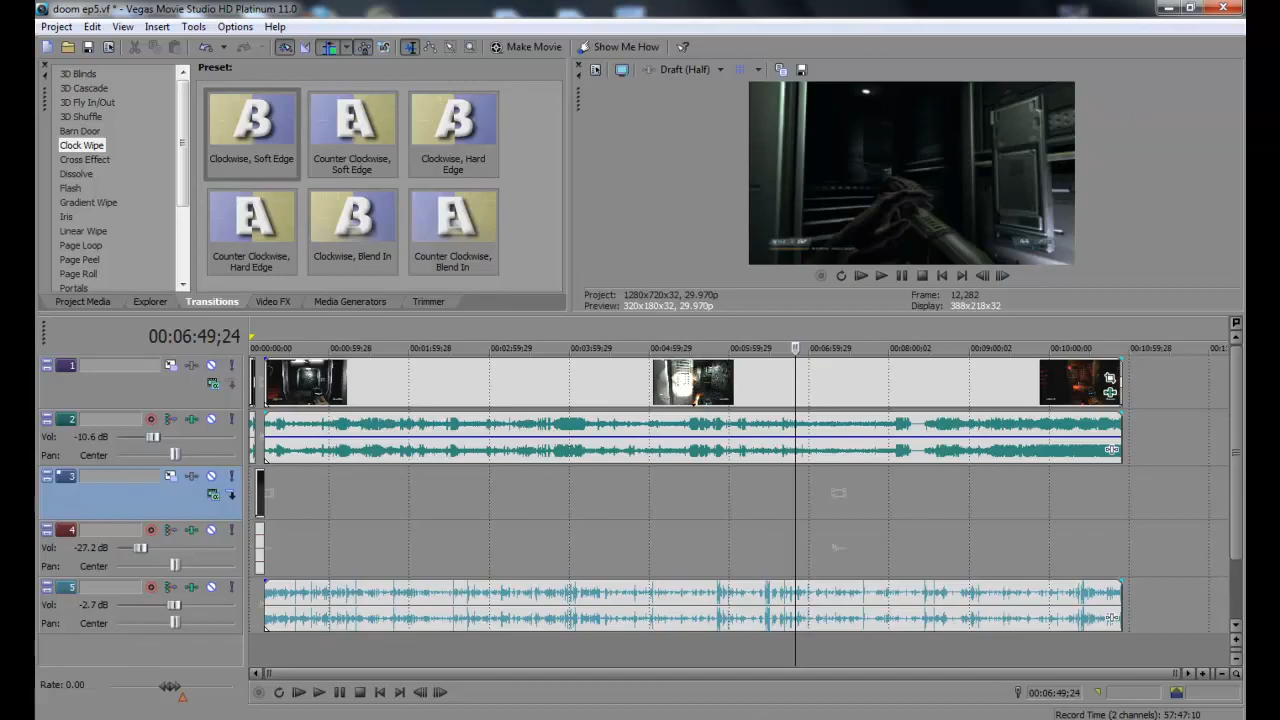 doom ep5.vf * - Vegas Movie Studio HD Platinum 11.0
Project Edit View Insert Tools Options Help
Make Movie Show Me How
3D Blinds
3D Cascade
3D Fly In/Out
3D Shuffle
Barn Door
Clock Wipe
Cross Effect
Dissolve
Flash
Gradient Wipe
Iris
Linear Wipe
Page Loop
Page Peel
Page Roll
Portals
Preset:
Clockwise, Soft Edge
Counter Clockwise, Soft Edge
Clockwise, Hard Edge
Counter Clockwise, Hard Edge
Clockwise, Blend In
Counter Clockwise, Blend In
Project Media Explorer Transitions Video FX Media Generators Trimmer
Draft (Half)
Project: 1280x720x32, 29.970p
Preview: 320x180x32, 29.970p
Frame: 12,282
Display: 388x218x32
00:06:49;24
00:00:00;00 00:00:59;28 00:01:59;28 00:02:59;29 00:03:59;29 00:04:59;29 00:05:59;29 00:06:59;29 00:08:00;02 00:09:00;02 00:10:00;00 00:10:59;28
1
2
Vol: -10.6 dB
Pan: Center
3
4
Vol: -27.2 dB
Pan: Center
5
Vol: -2.7 dB
Pan: Center
Rate: 0.00
00:06:49;24
Record Time (2 channels): 57:47:10